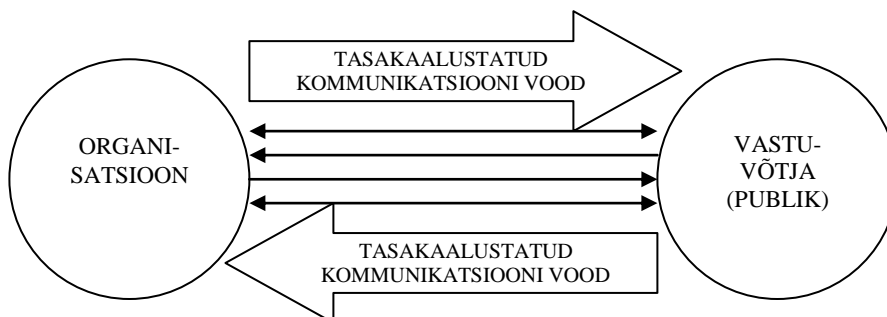 TASAKAALUSTATUD
KOMMUNIKATSIOONI VOOD
ORGANI-
SATSIOON
VASTU-
VÕTJA
(PUBLIK)
TASAKAALUSTATUD
KOMMUNIKATSIOONI VOOD